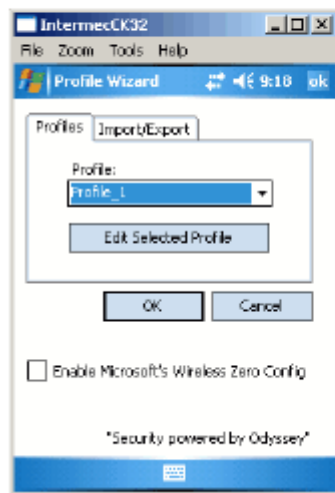 IntermecCK32
File Zoom Tools Help
Profile Wizard 9:18 ok
Profiles Import/Export
Profile:
Profile_1
Edit Selected Profile
OK Cancel
Enable Microsoft's Wireless Zero Config
"Security powered by Odyssey"